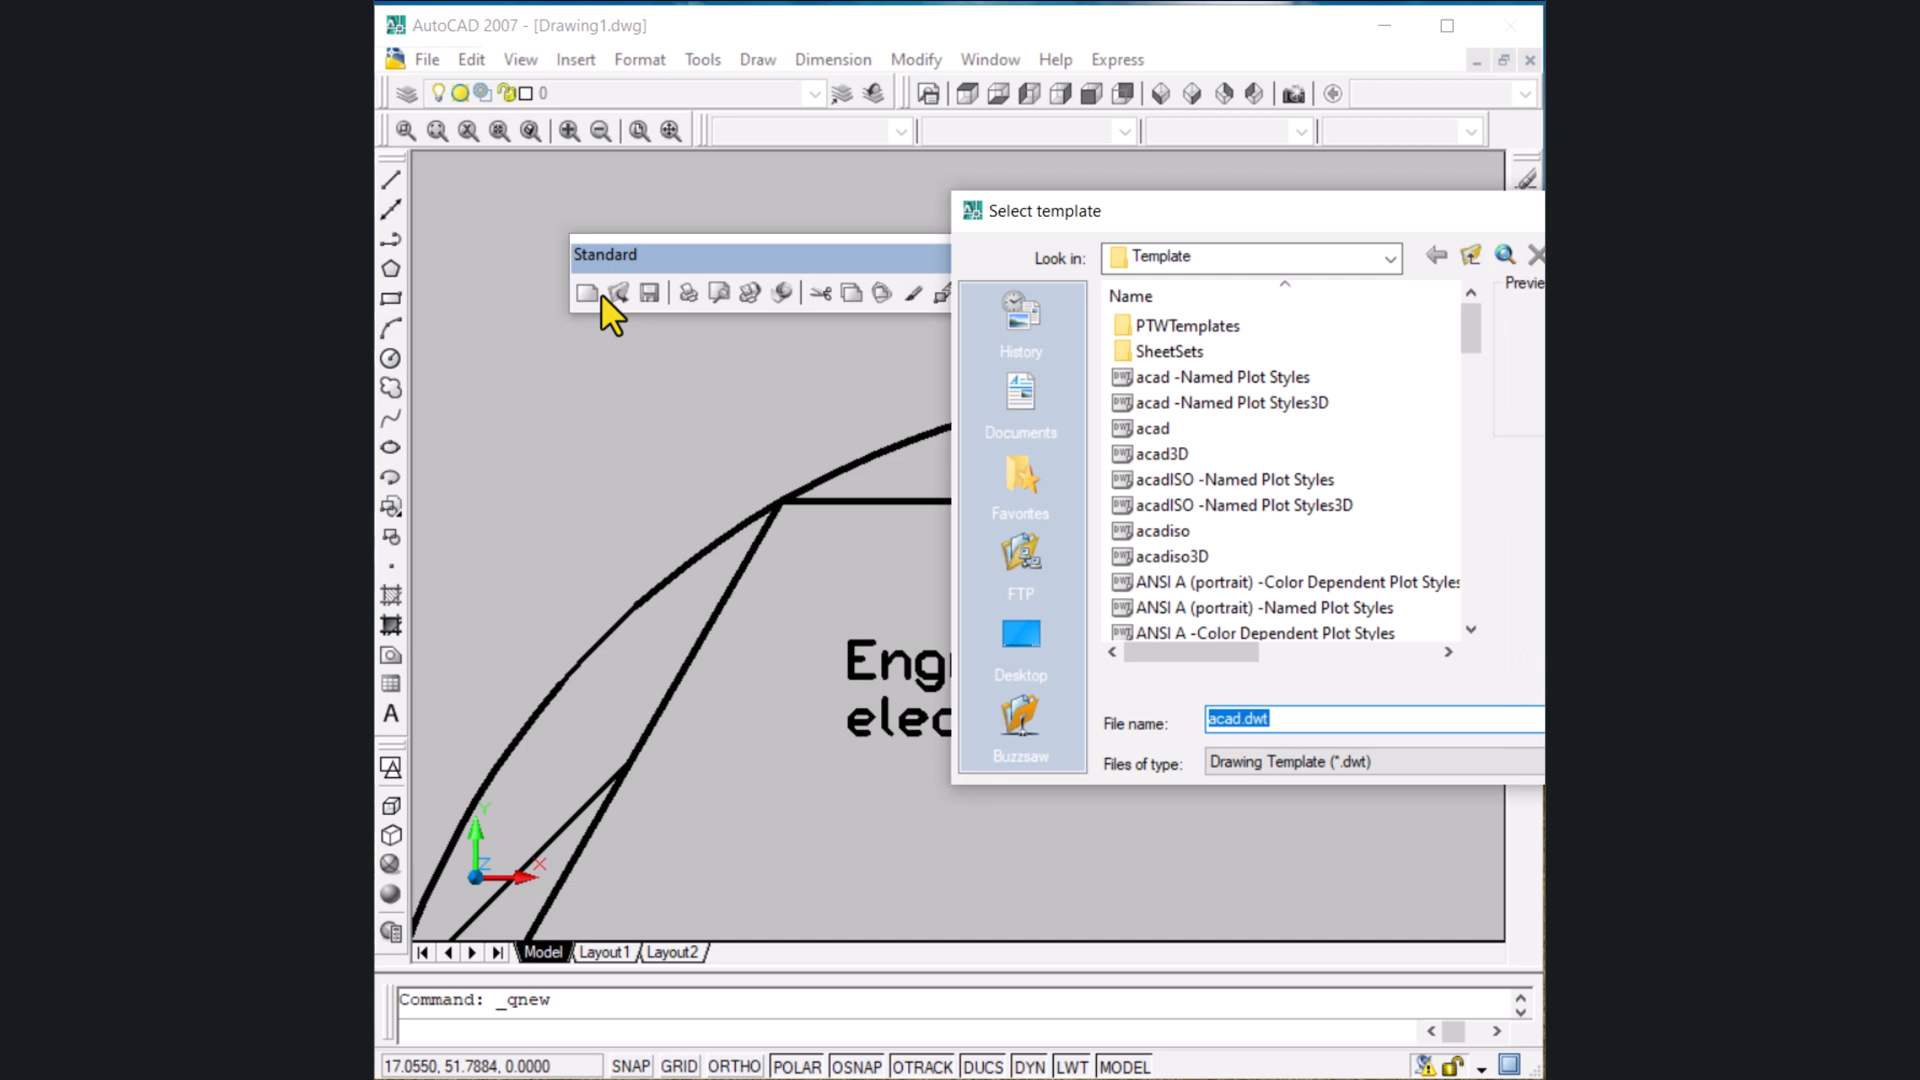 AutoCAD 2007 - [Drawing1.dwg]
File Edit View Insert Format Tools Draw Dimension Modify Window Help Express
0
Select template
Standard
Look in: Template
Previe
Name
PTWTemplates
SheetSets
acad -Named Plot Styles
acad -Named Plot Styles3D
acad
acad3D
acadISO -Named Plot Styles
acadISO -Named Plot Styles3D
acadiso
acadiso3D
ANSI A (portrait) -Color Dependent Plot Styles
ANSI A (portrait) -Named Plot Styles
ANSI A -Color Dependent Plot Styles
History
Documents
Favorites
FTP
Desktop
Buzzsaw
File name: acad.dwt
Files of type: Drawing Template (*.dwt)
Eng
elec
Y
Z
X
A
Model Layout1 Layout2
Command: _qnew
17.0550, 51.7884, 0.0000 SNAP GRID ORTHO POLAR OSNAP OTRACK DUCS DYN LWT MODEL